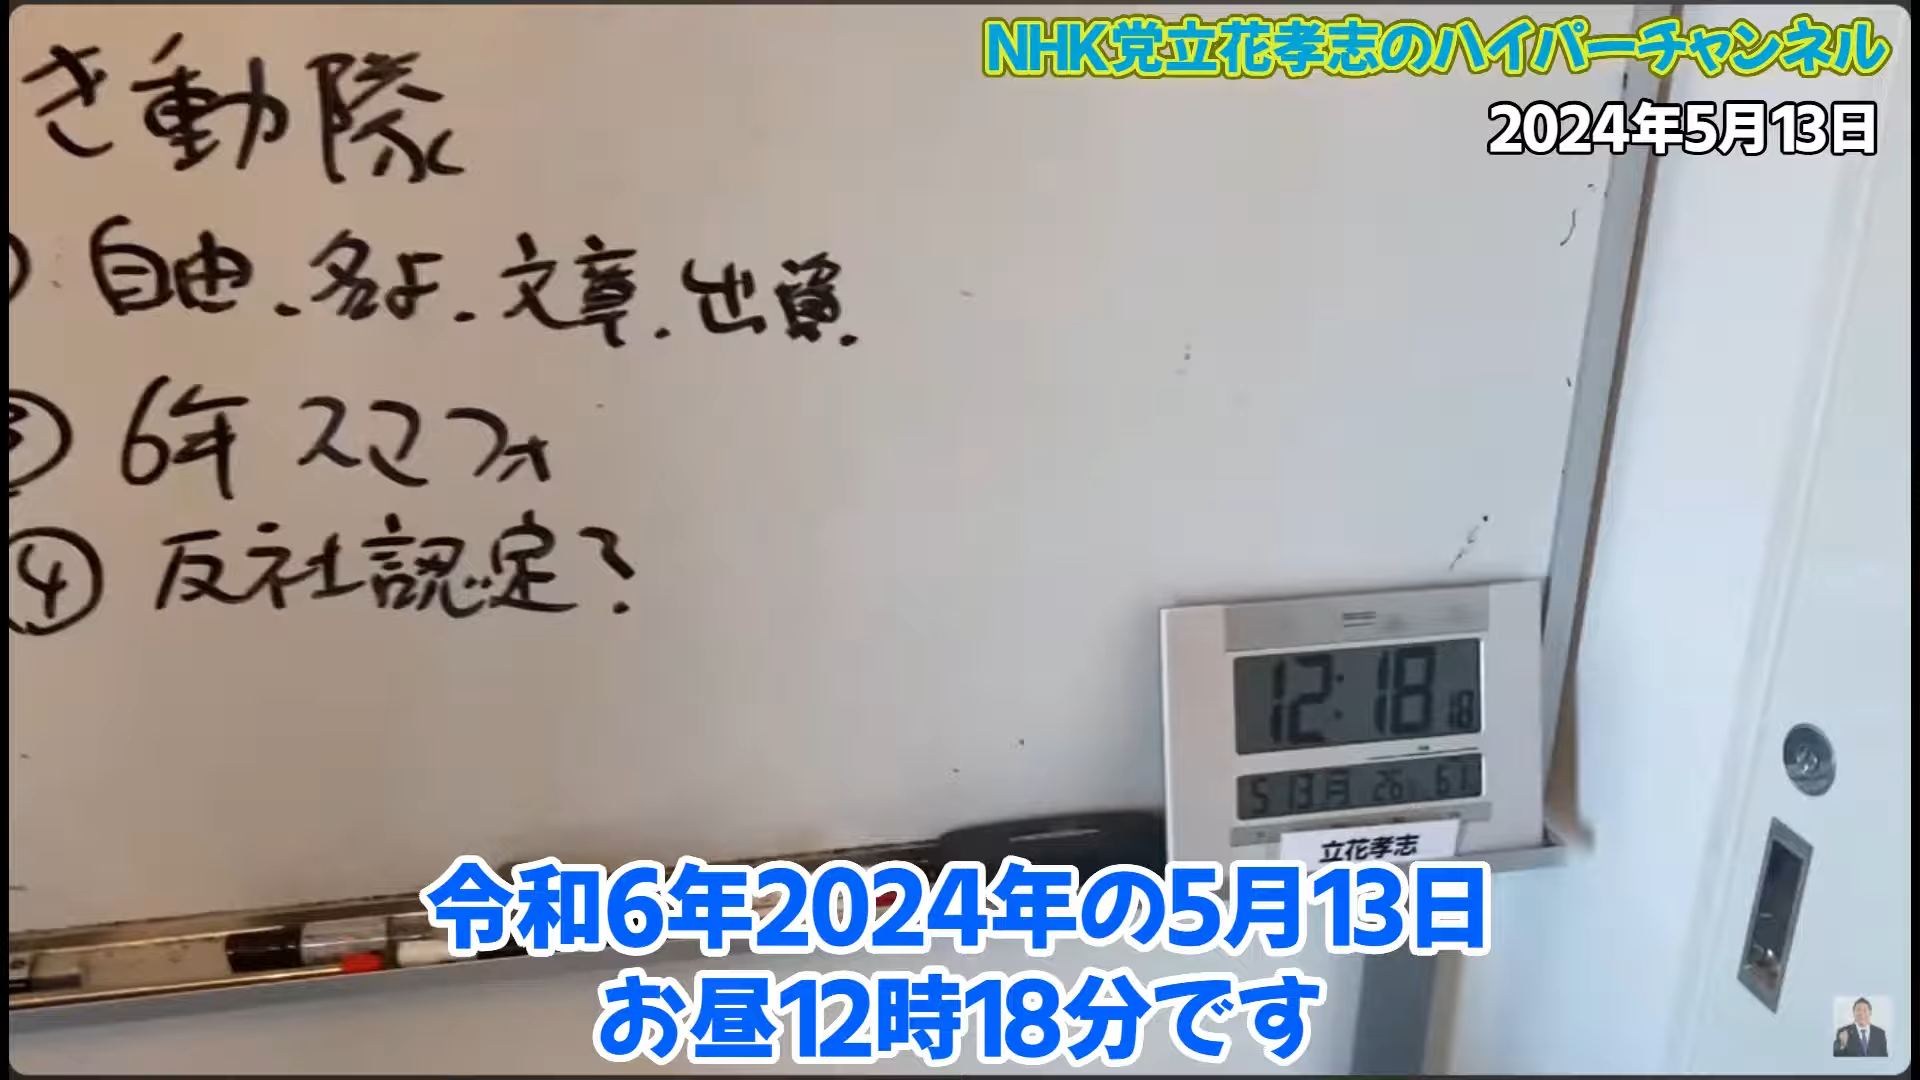 NHK党立花孝志のハイパーチャンネル
2024年5月13日
き動隊
自由.名よ.文章.出資.
③ 6年 スマフォ
④ 反社認定?
12:18 18
5 13 月 26 67
立花孝志
令和6年2024年の5月13日
お昼12時18分です